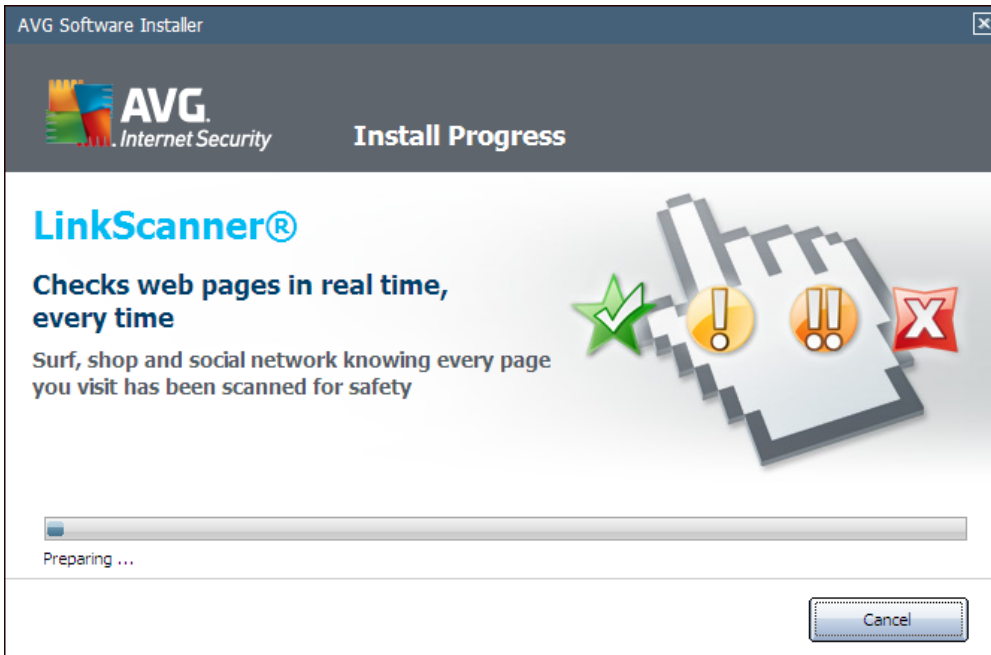 AVG Software Installer
AVG.
Internet Security
Install Progress
LinkScanner®
Checks web pages in real time,
every time
Surf, shop and social network knowing every page
you visit has been scanned for safety
Preparing ...
Cancel